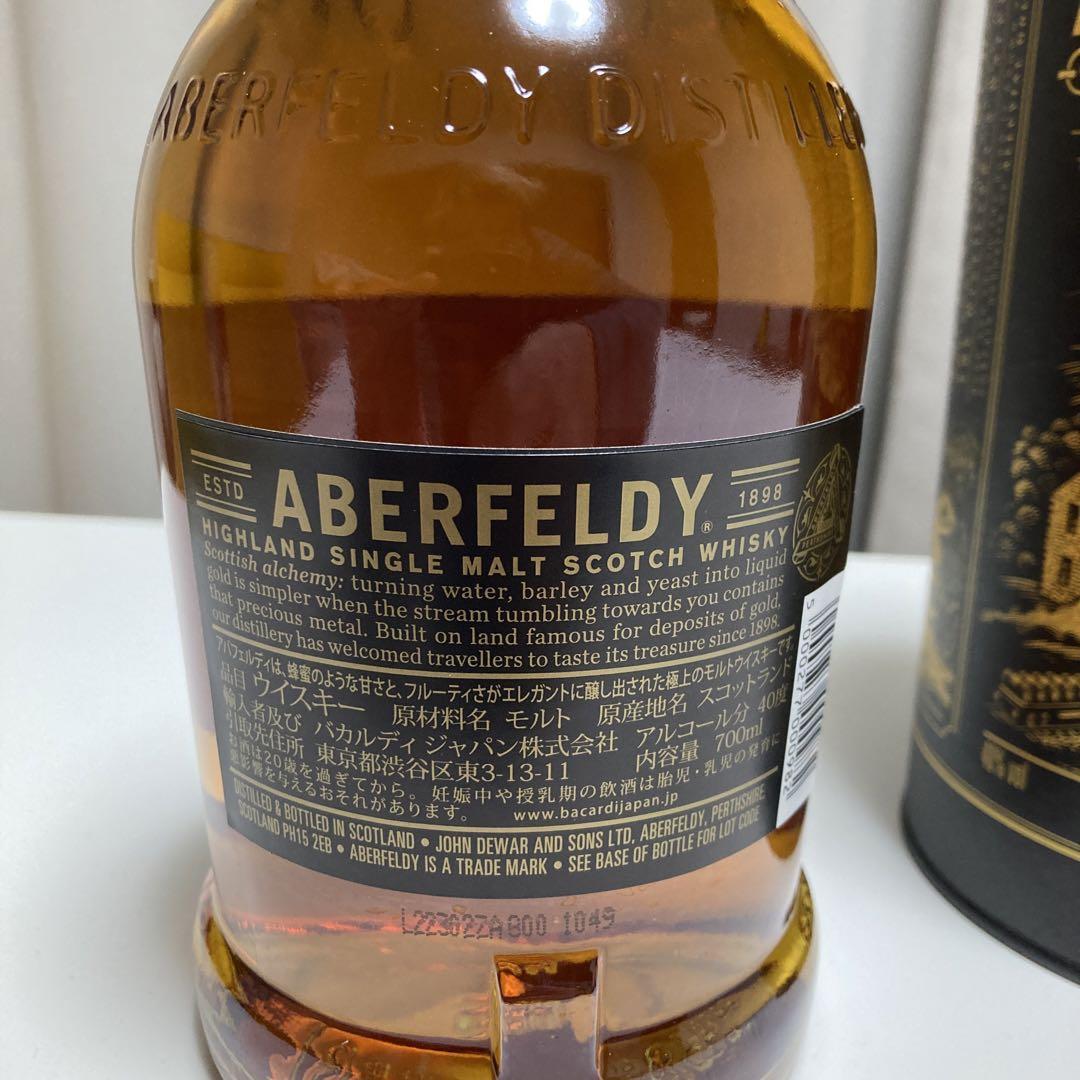 ABERFELDY DISTILLE
ESTD ABERFELDY® 1898
HIGHLAND SINGLE MALT SCOTCH WHISKY
Scottish alchemy: turning water, barley and yeast into liquid
gold is simpler when the stream tumbling towards you contains
that precious metal. Built on land famous for deposits of gold,
our distillery has welcomed travellers to taste its treasure since 1898.
アバフェルディは、蜂蜜のような甘さと、フルーティさがエレガントに醸し出された極上のモルトウイスキーです。
品目 ウイスキー 原材料名 モルト 原産地名 スコットランド
輸入者及び引取先住所 バカルディ ジャパン株式会社 アルコール分 40度
東京都渋谷区東3-13-11 内容量 700ml
お酒は20歳を過ぎてから。妊娠中や授乳期の飲酒は胎児・乳児の発育に
悪影響を与えるおそれがあります。 www.bacardijapan.jp
DISTILLED & BOTTLED IN SCOTLAND • JOHN DEWAR AND SONS LTD, ABERFELDY, PERTHSHIRE,
SCOTLAND PH15 2EB • ABERFELDY IS A TRADE MARK • SEE BASE OF BOTTLE FOR LOT CODE
L22362ZA800 1049